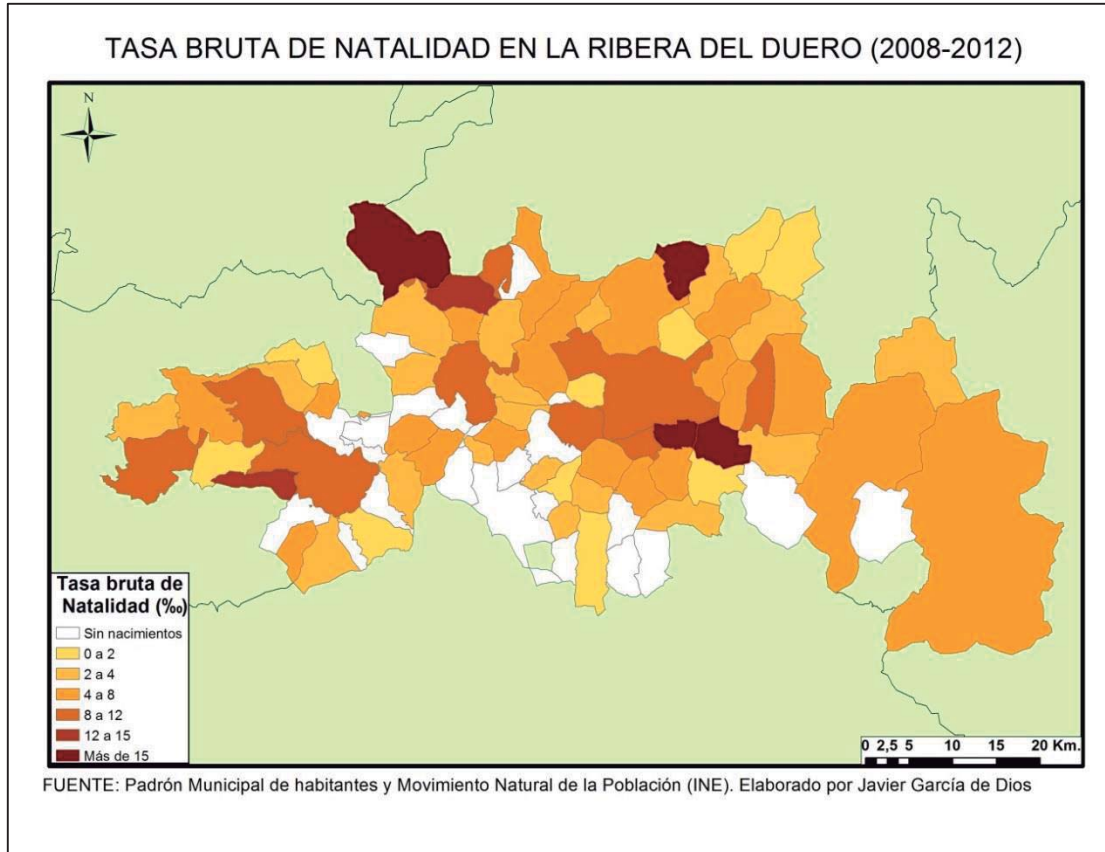 TASA BRUTA DE NATALIDAD EN LA RIBERA DEL DUERO (2008-2012)
N
Tasa bruta de
Natalidad (‰)
Sin nacimientos
0 a 2
2 a 4
4 a 8
8 a 12
12 a 15
Más de 15
0 2,5 5 10 15 20 Km.
FUENTE: Padrón Municipal de habitantes y Movimiento Natural de la Población (INE). Elaborado por Javier García de Dios